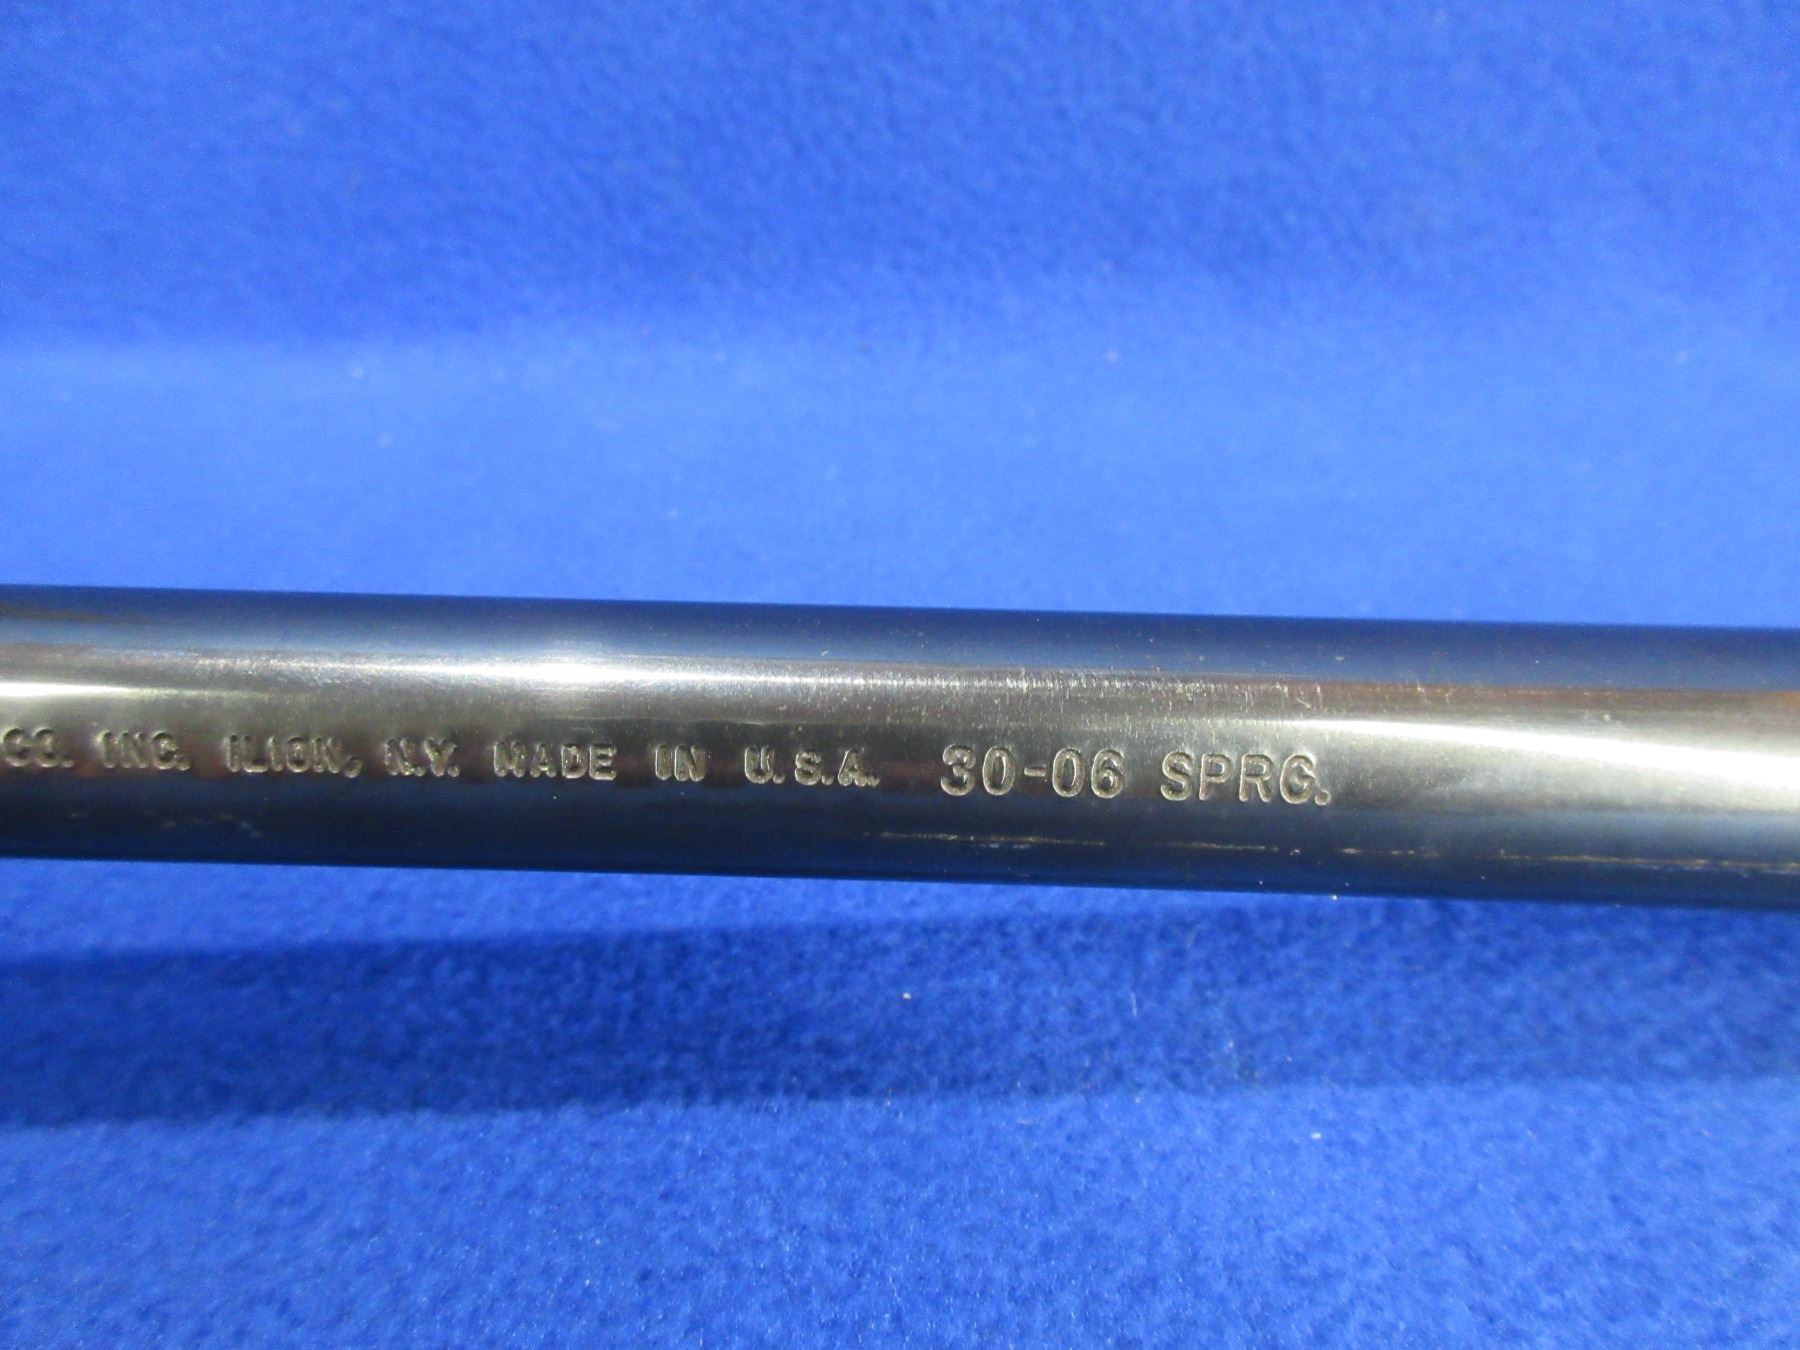 CO. INC. ILION, N.Y. MADE IN U.S.A. 30-06 SPRG.